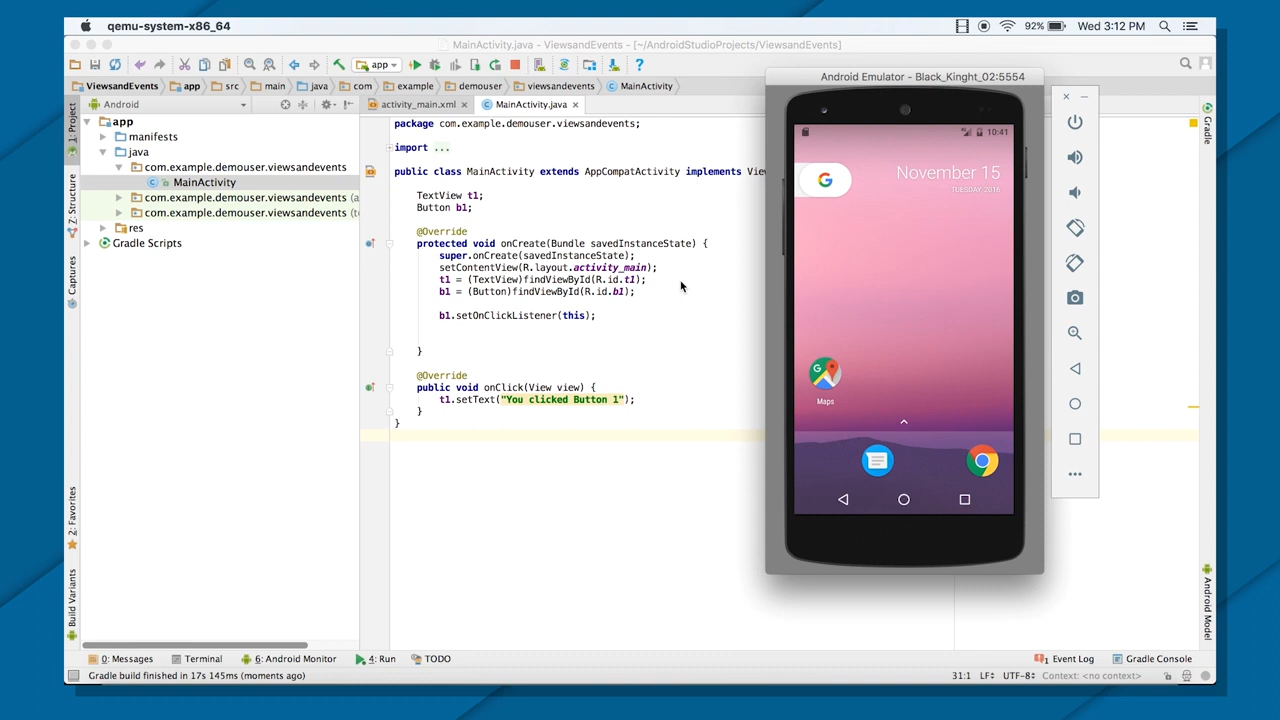 qemu-system-x86_64
92%
Wed 3:12 PM
MainActivity.java - ViewsandEvents - [~/AndroidStudioProjects/ViewsandEvents]
app
ViewsandEvents app src main java com example demouser viewsandevents MainActivity
Android
activity_main.xml
MainActivity.java
1: Project
Z: Structure
Captures
2: Favorites
Build Variants
app
manifests
java
com.example.demouser.viewsandevents
MainActivity
com.example.demouser.viewsandevents (a
com.example.demouser.viewsandevents (te
res
Gradle Scripts
package com.example.demouser.viewsandevents;
import ...
public class MainActivity extends AppCompatActivity implements Vie
TextView t1;
Button b1;
@Override
protected void onCreate(Bundle savedInstanceState) {
super.onCreate(savedInstanceState);
setContentView(R.layout.activity_main);
t1 = (TextView)findViewById(R.id.t1);
b1 = (Button)findViewById(R.id.b1);
b1.setOnClickListener(this);
}
@Override
public void onClick(View view) {
t1.setText("You clicked Button 1");
}
}
Android Emulator - Black_Kinght_02:5554
10:41
G
November 15
TUESDAY 2016
G
Maps
Gradle
Android Model
0: Messages
Terminal
6: Android Monitor
4: Run
TODO
1 Event Log
Gradle Console
Gradle build finished in 17s 145ms (moments ago)
31:1
LF
UTF-8
Context: <no context>